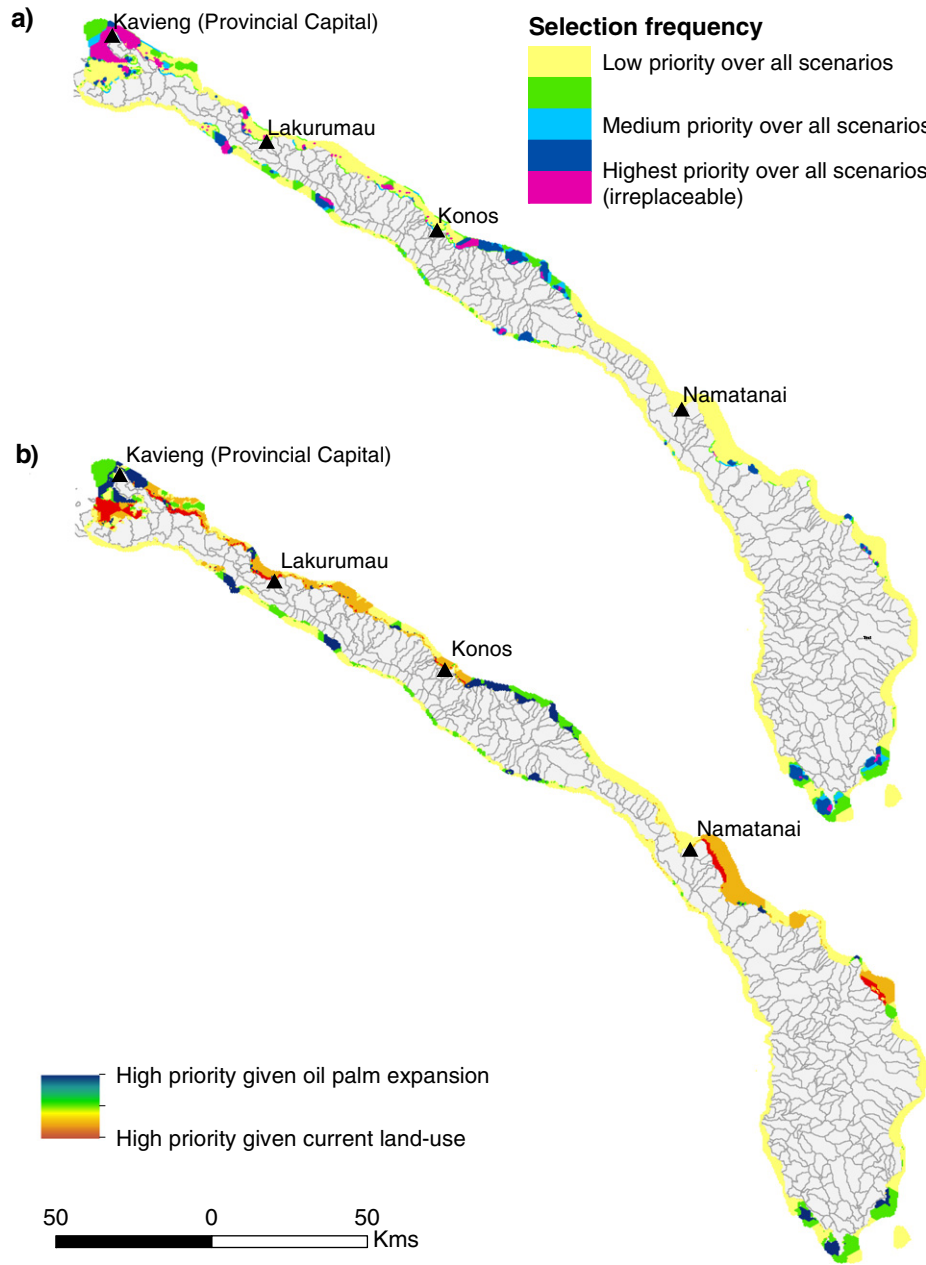 a)
Kavieng (Provincial Capital)
Selection frequency
Low priority over all scenarios
Medium priority over all scenarios
Highest priority over all scenarios
(irreplaceable)
Lakurumau
Konos
Namatanai
b)
Kavieng (Provincial Capital)
Lakurumau
Konos
Namatanai
High priority given oil palm expansion
High priority given current land-use
50 0 50
Kms